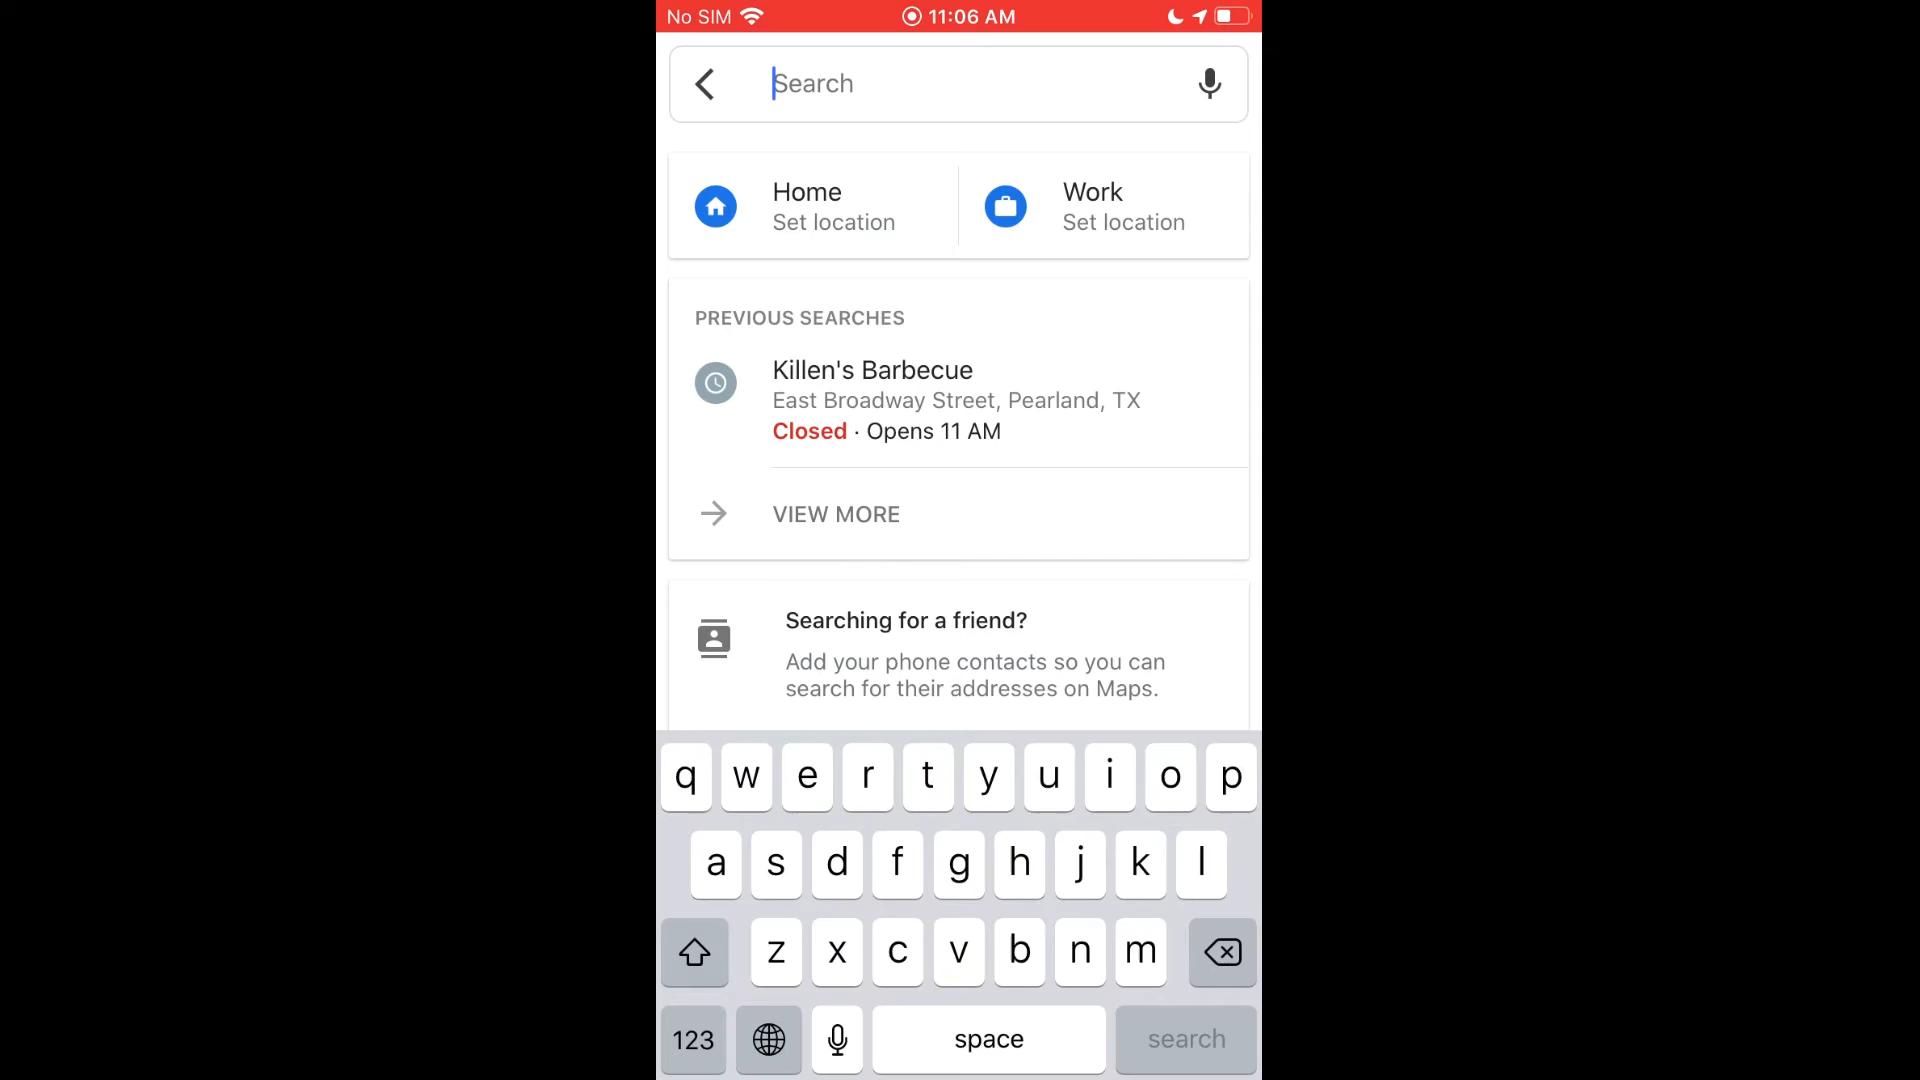 No SIM 11:06 AM
Search
Home
Set location
Work
Set location
PREVIOUS SEARCHES
Killen's Barbecue
East Broadway Street, Pearland, TX
Closed · Opens 11 AM
VIEW MORE
Searching for a friend?
Add your phone contacts so you can
search for their addresses on Maps.
q w e r t y u i o p
a s d f g h j k l
z x c v b n m
123 space search